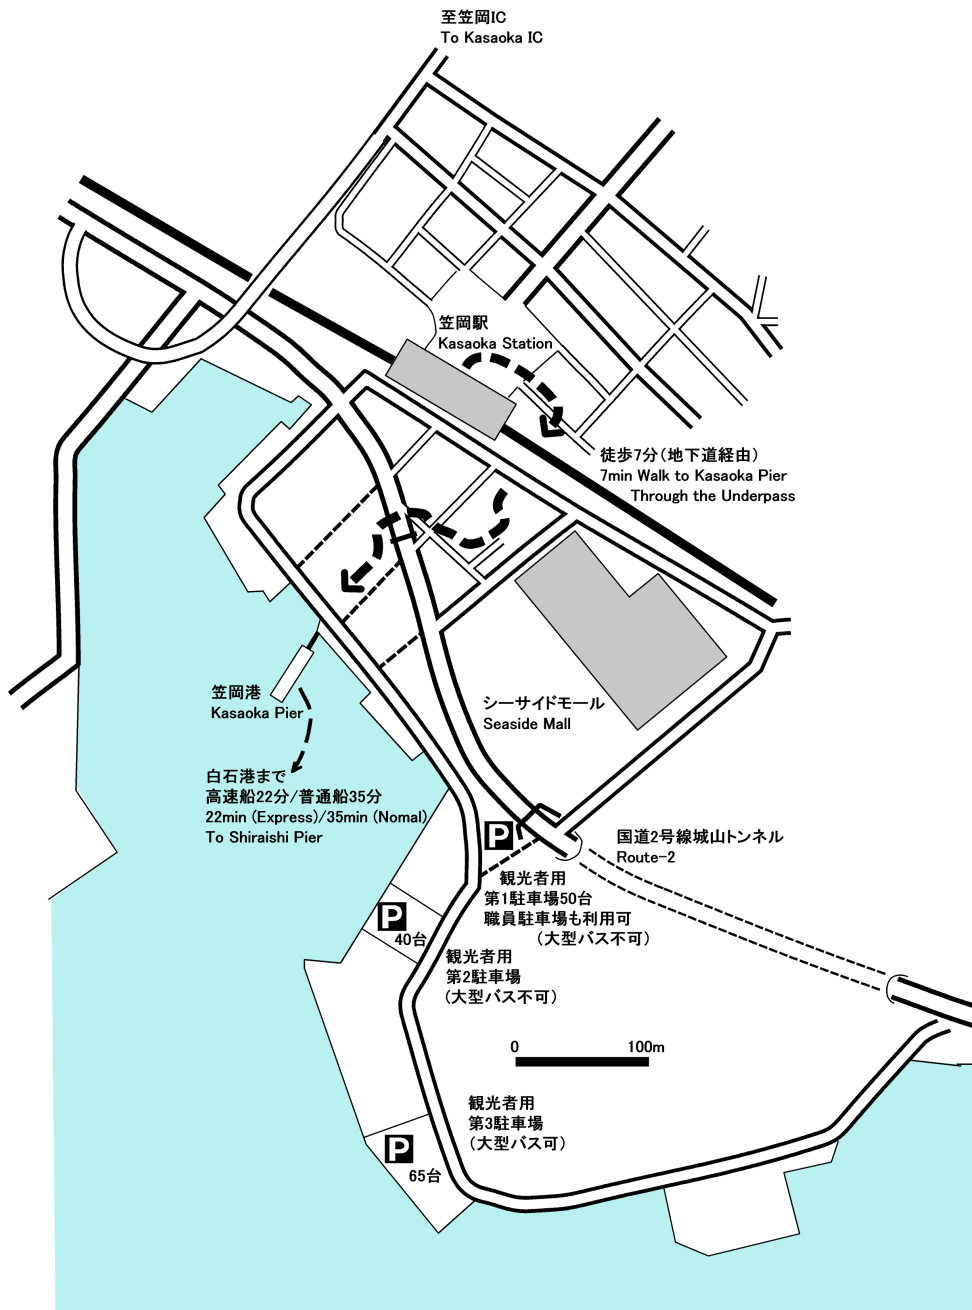 至笠岡IC
To Kasaoka IC
笠岡駅
Kasaoka Station
徒歩7分(地下道経由)
7min Walk to Kasaoka Pier
Through the Underpass
笠岡港
Kasaoka Pier
シーサイドモール
Seaside Mall
白石港まで
高速船22分/普通船35分
22min (Express)/35min (Nomal)
To Shiraishi Pier
P
国道2号線城山トンネル
Route-2
観光者用
第1駐車場50台
職員駐車場も利用可
(大型バス不可)
P
40台
観光者用
第2駐車場
(大型バス不可)
0 100m
観光者用
第3駐車場
(大型バス可)
P
65台